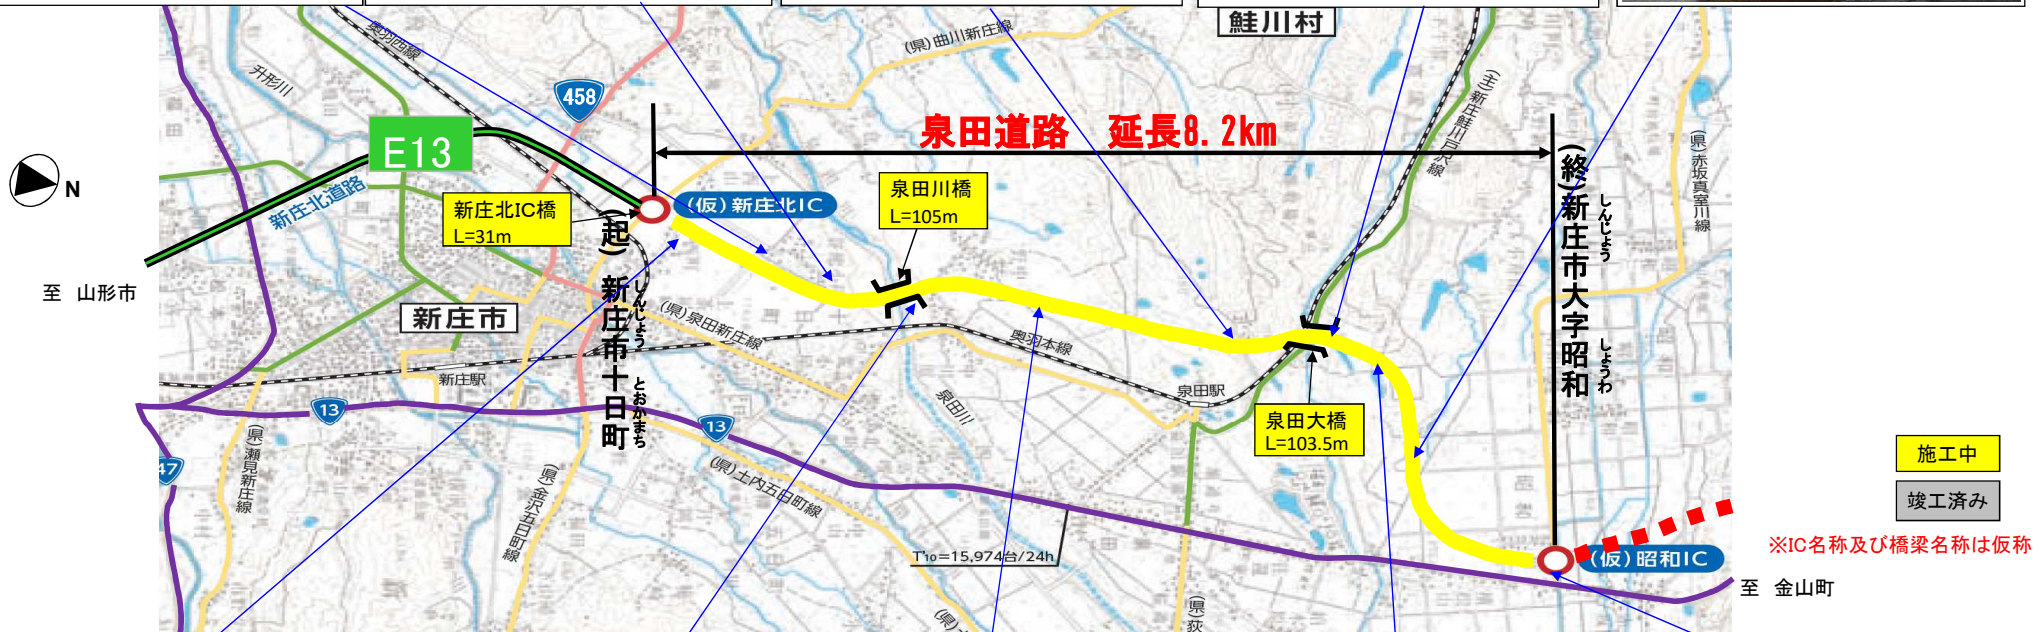 鮭川村
奥羽西線
升形川
458
(県)曲川新庄線
(主)新庄鮭川戸沢線
(県)赤坂真室川線
泉田道路 延長8.2km
E13
N
新庄北道路
新庄北IC橋
L=31m
(仮)新庄北IC
泉田川橋
L=105m
(起)新庄市十日町
しんじょう
とおかまち
(終)新庄市大字昭和
しんじょう
しょうわ
至 山形市
新庄市
(県)泉田新庄線
奥羽本線
新庄駅
泉田駅
泉田川
13
13
47
泉田大橋
L=103.5m
(県)瀬見新庄線
(県)金沢五日町線
(県)土内五日町線
T'10=15,974台/24h
(県)萩
(仮)昭和IC
至 金山町
施工中
竣工済み
※IC名称及び橋梁名称は仮称